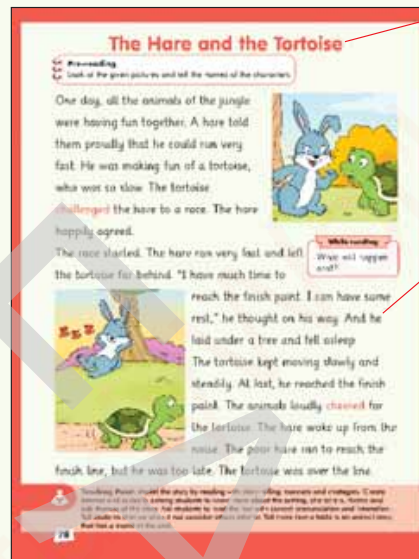 The Hare and the Tortoise
Pre-reading
Look at the given pictures and tell the names of the characters.
One day, all the animals of the jungle
were having fun together. A hare told
them proudly that he could run very
fast. He was making fun of a tortoise,
who was so slow. The tortoise
challenged the hare to a race. The hare
happily agreed.
The race started. The hare ran very fast and left
the tortoise far behind. "I have much time to
While reading
What will happen
next?
reach the finish point. I can have some
rest," he thought on his way. And he
laid under a tree and fell asleep
The tortoise kept moving slowly and
steadily. At last, he reached the finish
point. The animals loudly cheered for
the tortoise. The hare woke up from the
noise. The poor hare ran to reach the
finish line, but he was too late. The tortoise was over the line.
78